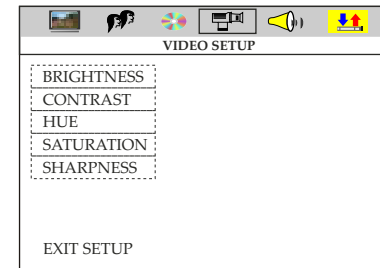 VIDEO SETUP
BRIGHTNESS
CONTRAST
HUE
SATURATION
SHARPNESS
EXIT SETUP